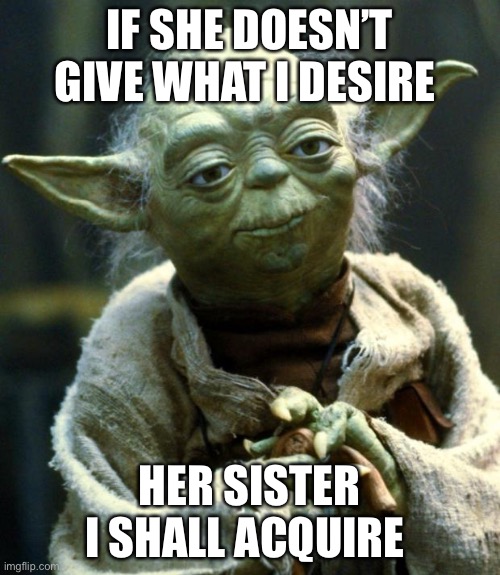 IF SHE DOESN’T
GIVE WHAT I DESIRE
HER SISTER
I SHALL ACQUIRE
imgflip.com